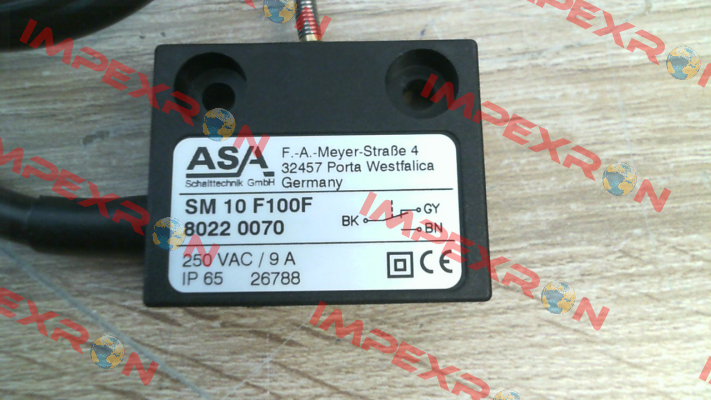 ASA
Schalttechnik GmbH
F.-A.-Meyer-Straße 4
32457 Porta Westfalica
Germany
SM 10 F100F
8022 0070
BK
GY
BN
250 VAC / 9 A
IP 65 26788
CE
IMPEXRON
IMPEXRON
IMPEXRON
IMPEXRON
IMPEXRON
IMPEXRON
IMPEXRON